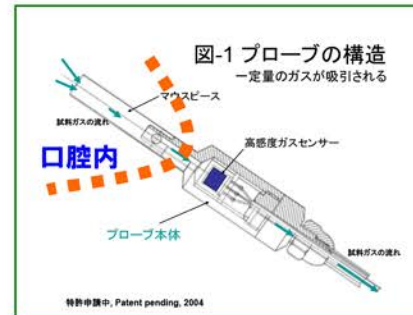 図-1 プローブの構造
一定量のガスが吸引される
マウスピース
試料ガスの流れ
高感度ガスセンサー
口腔内
プローブ本体
試料ガスの流れ
特許申請中, Patent pending, 2004